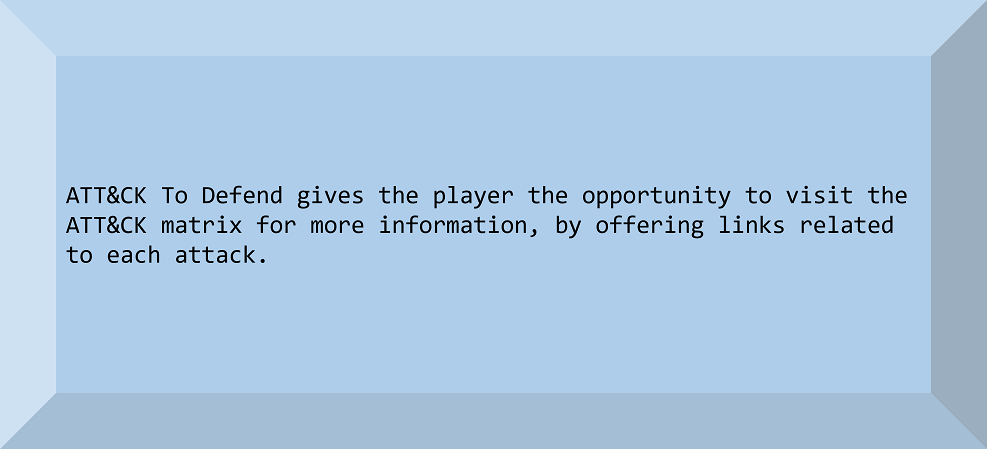 ATT&CK To Defend gives the player the opportunity to visit the
ATT&CK matrix for more information, by offering links related
to each attack.